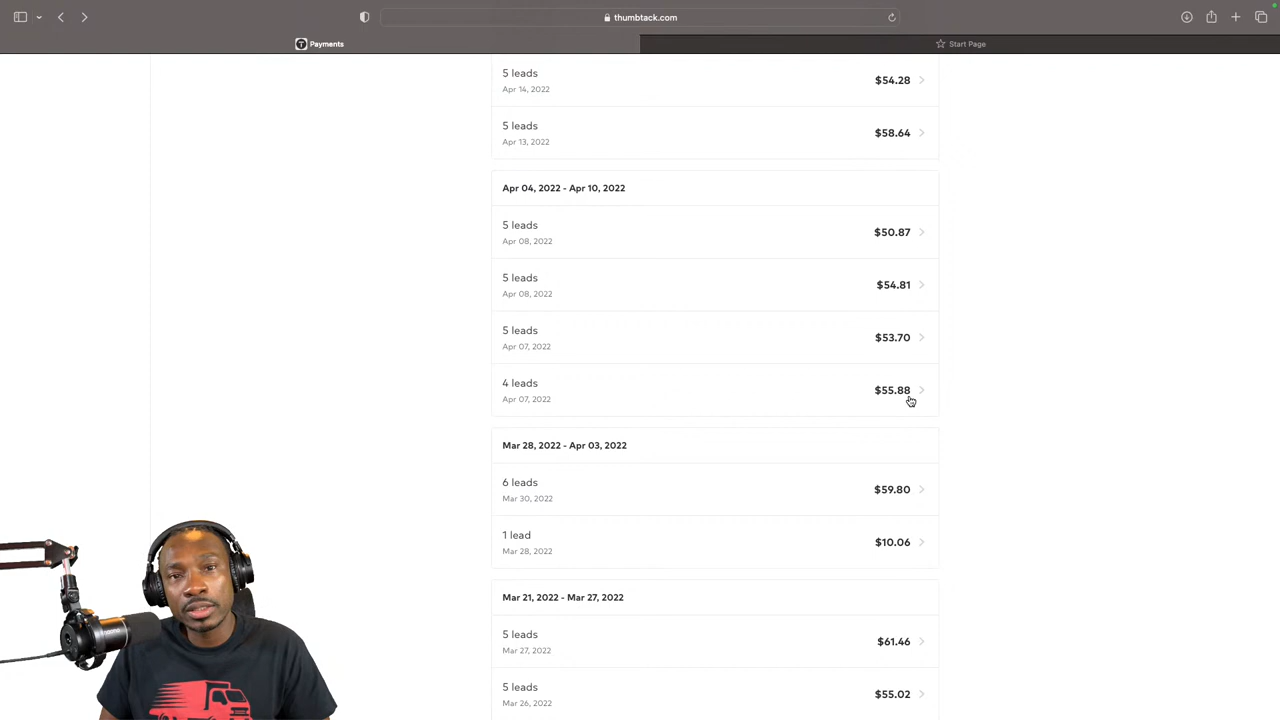 thumbtack.com
Payments
Start Page
5 leads
$54.28
Apr 14, 2022
5 leads
$58.64
Apr 13, 2022
Apr 04, 2022 - Apr 10, 2022
5 leads
$50.87
Apr 08, 2022
5 leads
$54.81
Apr 08, 2022
5 leads
$53.70
Apr 07, 2022
4 leads
$55.88
Apr 07, 2022
Mar 28, 2022 - Apr 03, 2022
6 leads
$59.80
Mar 30, 2022
1 lead
$10.06
Mar 28, 2022
Mar 21, 2022 - Mar 27, 2022
5 leads
$61.46
Mar 27, 2022
5 leads
$55.02
Mar 26, 2022